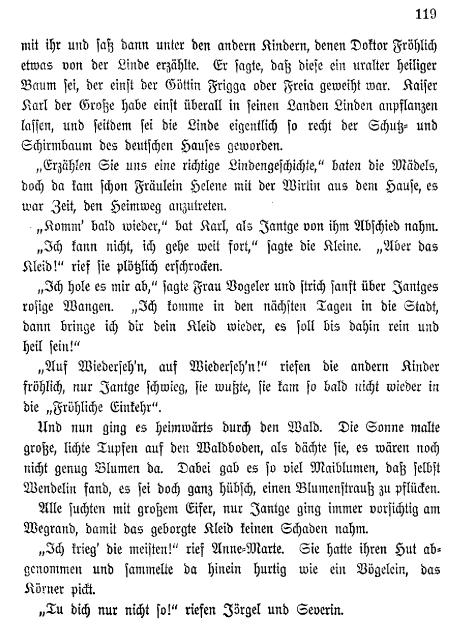 119
mit ihr und saß dann unter den andern Kindern, denen Doktor Fröhlich
etwas von der Linde erzählte. Er sagte, daß diese ein uralter heiliger
Baum sei, der einst der Göttin Frigga oder Freia geweiht war. Kaiser
Karl der Große habe einst überall in seinen Landen Linden anpflanzen
lassen, und seitdem sei die Linde eigentlich so recht der Schutz- und
Schirmbaum des deutschen Hauses geworden.
„Erzählen Sie uns eine richtige Lindengeschichte,“ baten die Mädels,
doch da kam schon Fräulein Helene mit der Wirtin aus dem Hause, es
war Zeit, den Heimweg anzutreten.
„Komm' bald wieder,“ bat Karl, als Jantge von ihm Abschied nahm.
„Ich kann nicht, ich gehe weit fort,“ sagte die Kleine. „Aber das
Kleid!“ rief sie plötzlich erschrocken.
„Ich hole es mir ab,“ sagte Frau Vogeler und strich sanft über Jantges
rosige Wangen. „Ich komme in den nächsten Tagen in die Stadt,
dann bringe ich dir dein Kleid wieder, es soll bis dahin rein und
heil sein!“
„Auf Wiederseh'n, auf Wiederseh'n!“ riefen die andern Kinder
fröhlich, nur Jantge schwieg, sie wußte, sie kam so bald nicht wieder in
die „Fröhliche Einkehr“.
Und nun ging es heimwärts durch den Wald. Die Sonne malte
große, lichte Tupfen auf den Waldboden, als dächte sie, es wären noch
nicht genug Blumen da. Dabei gab es so viel Maiblumen, daß selbst
Wendelin fand, es sei doch ganz hübsch, einen Blumenstrauß zu pflücken.
Alle suchten mit großem Eifer, nur Jantge ging immer vorsichtig am
Wegrand, damit das geborgte Kleid keinen Schaden nahm.
„Ich krieg' die meisten!“ rief Anne-Marte. Sie hatte ihren Hut ab-
genommen und sammelte da hinein hurtig wie ein Vögelein, das
Körner pickt.
„Tu dich nur nicht so!“ riefen Jörgel und Severin.